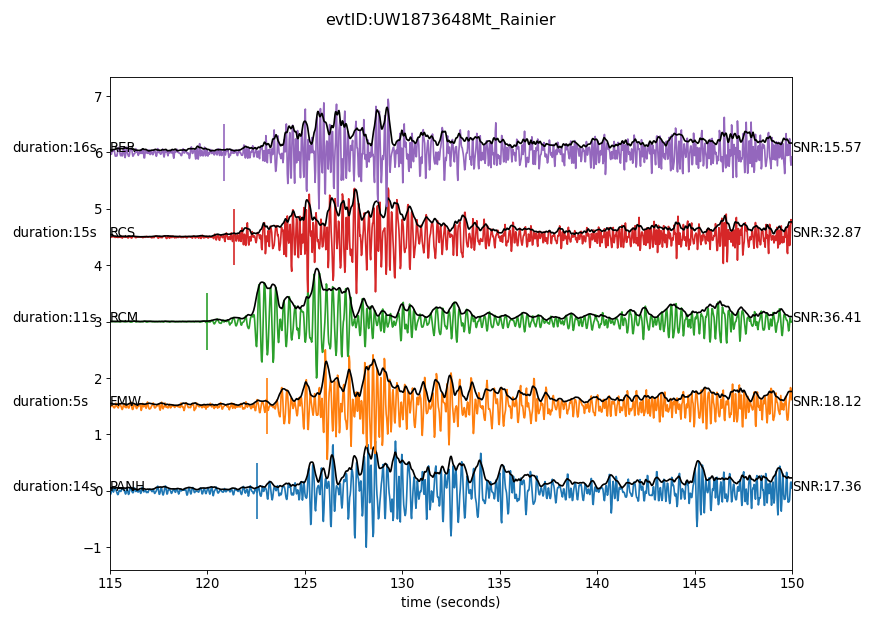 evtID:UW1873648Mt_Rainier
7
duration:16s RER 6 SNR:15.57
5
duration:15s RCS SNR:32.87
4
duration:11s RCM 3 SNR:36.41
2
duration:5s FMW SNR:18.12
1
duration:14s PANH 0 SNR:17.36
−1
115 120 125 130 135 140 145 150
time (seconds)